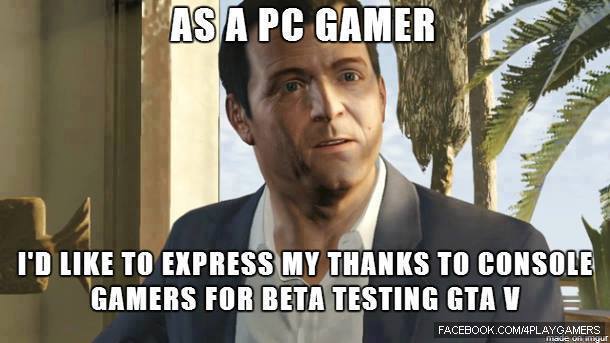 AS A PC GAMER
I'D LIKE TO EXPRESS MY THANKS TO CONSOLE
GAMERS FOR BETA TESTING GTA V
FACEBOOK.COM/4PLAYGAMERS
made on imgur